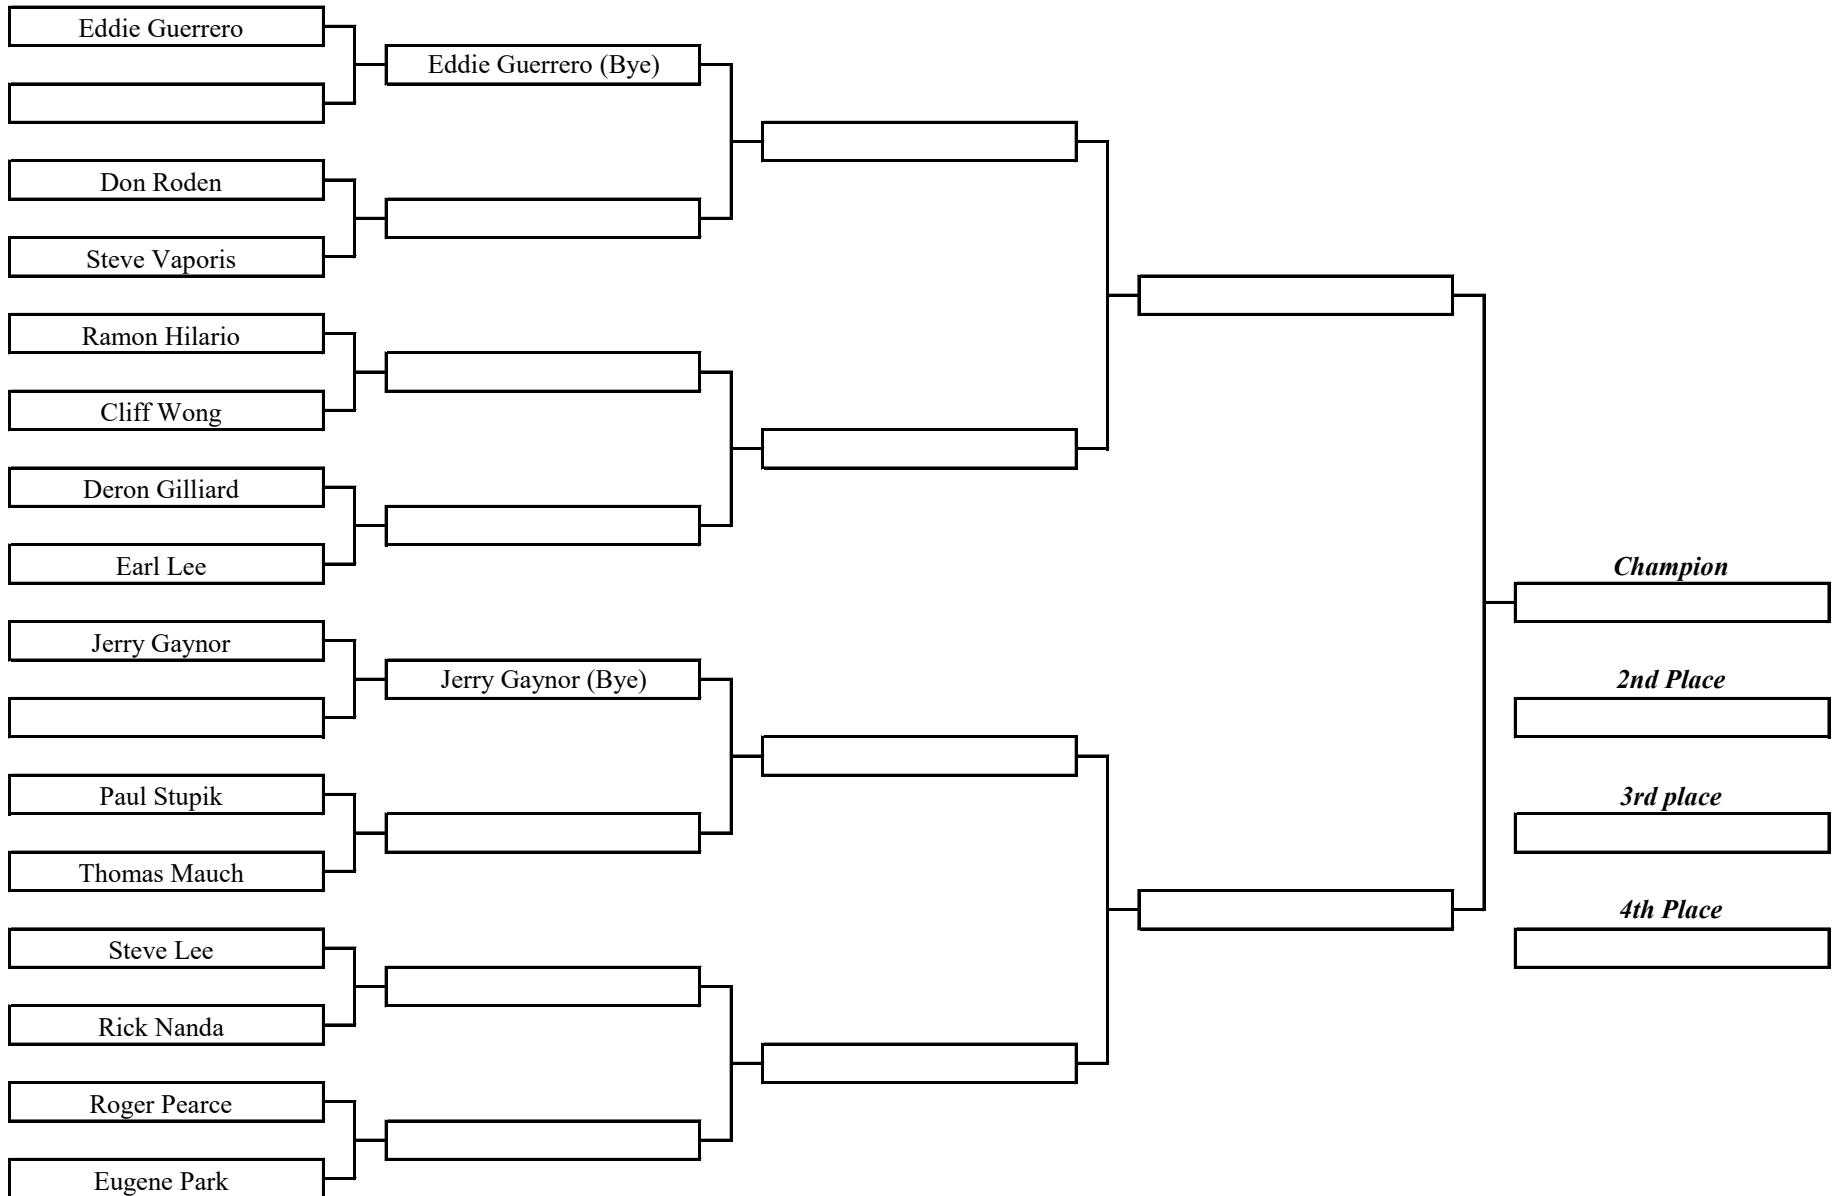 Eddie Guerrero
Eddie Guerrero (Bye)
Don Roden
Steve Vaporis
Ramon Hilario
Cliff Wong
Deron Gilliard
Earl Lee
Champion
Jerry Gaynor
Jerry Gaynor (Bye)
2nd Place
Paul Stupik
3rd place
Thomas Mauch
4th Place
Steve Lee
Rick Nanda
Roger Pearce
Eugene Park